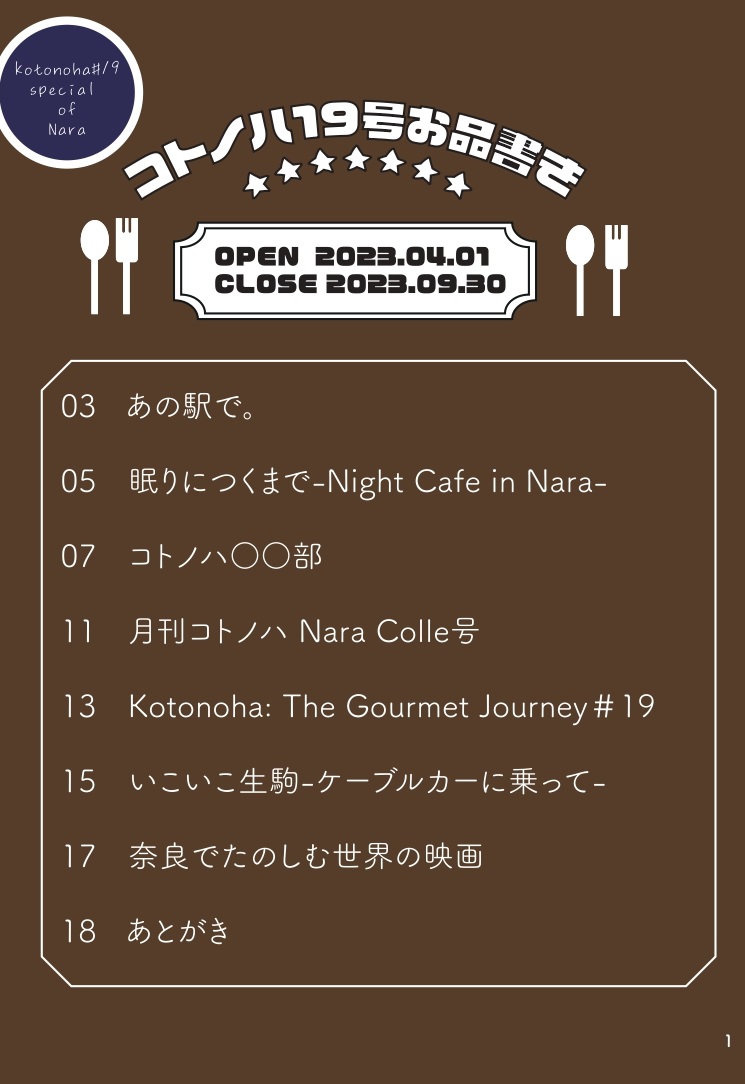 kotonoha#19
special
of
Nara
コトノハ19号お品書き
OPEN 2023.04.01
CLOSE 2023.09.30
03 あの駅で。
05 眠りにつくまで-Night Cafe in Nara-
07 コトノハ〇〇部
11 月刊コトノハ Nara Colle号
13 Kotonoha: The Gourmet Journey#19
15 いこいこ生駒-ケーブルカーに乗って-
17 奈良でたのしむ世界の映画
18 あとがき
1